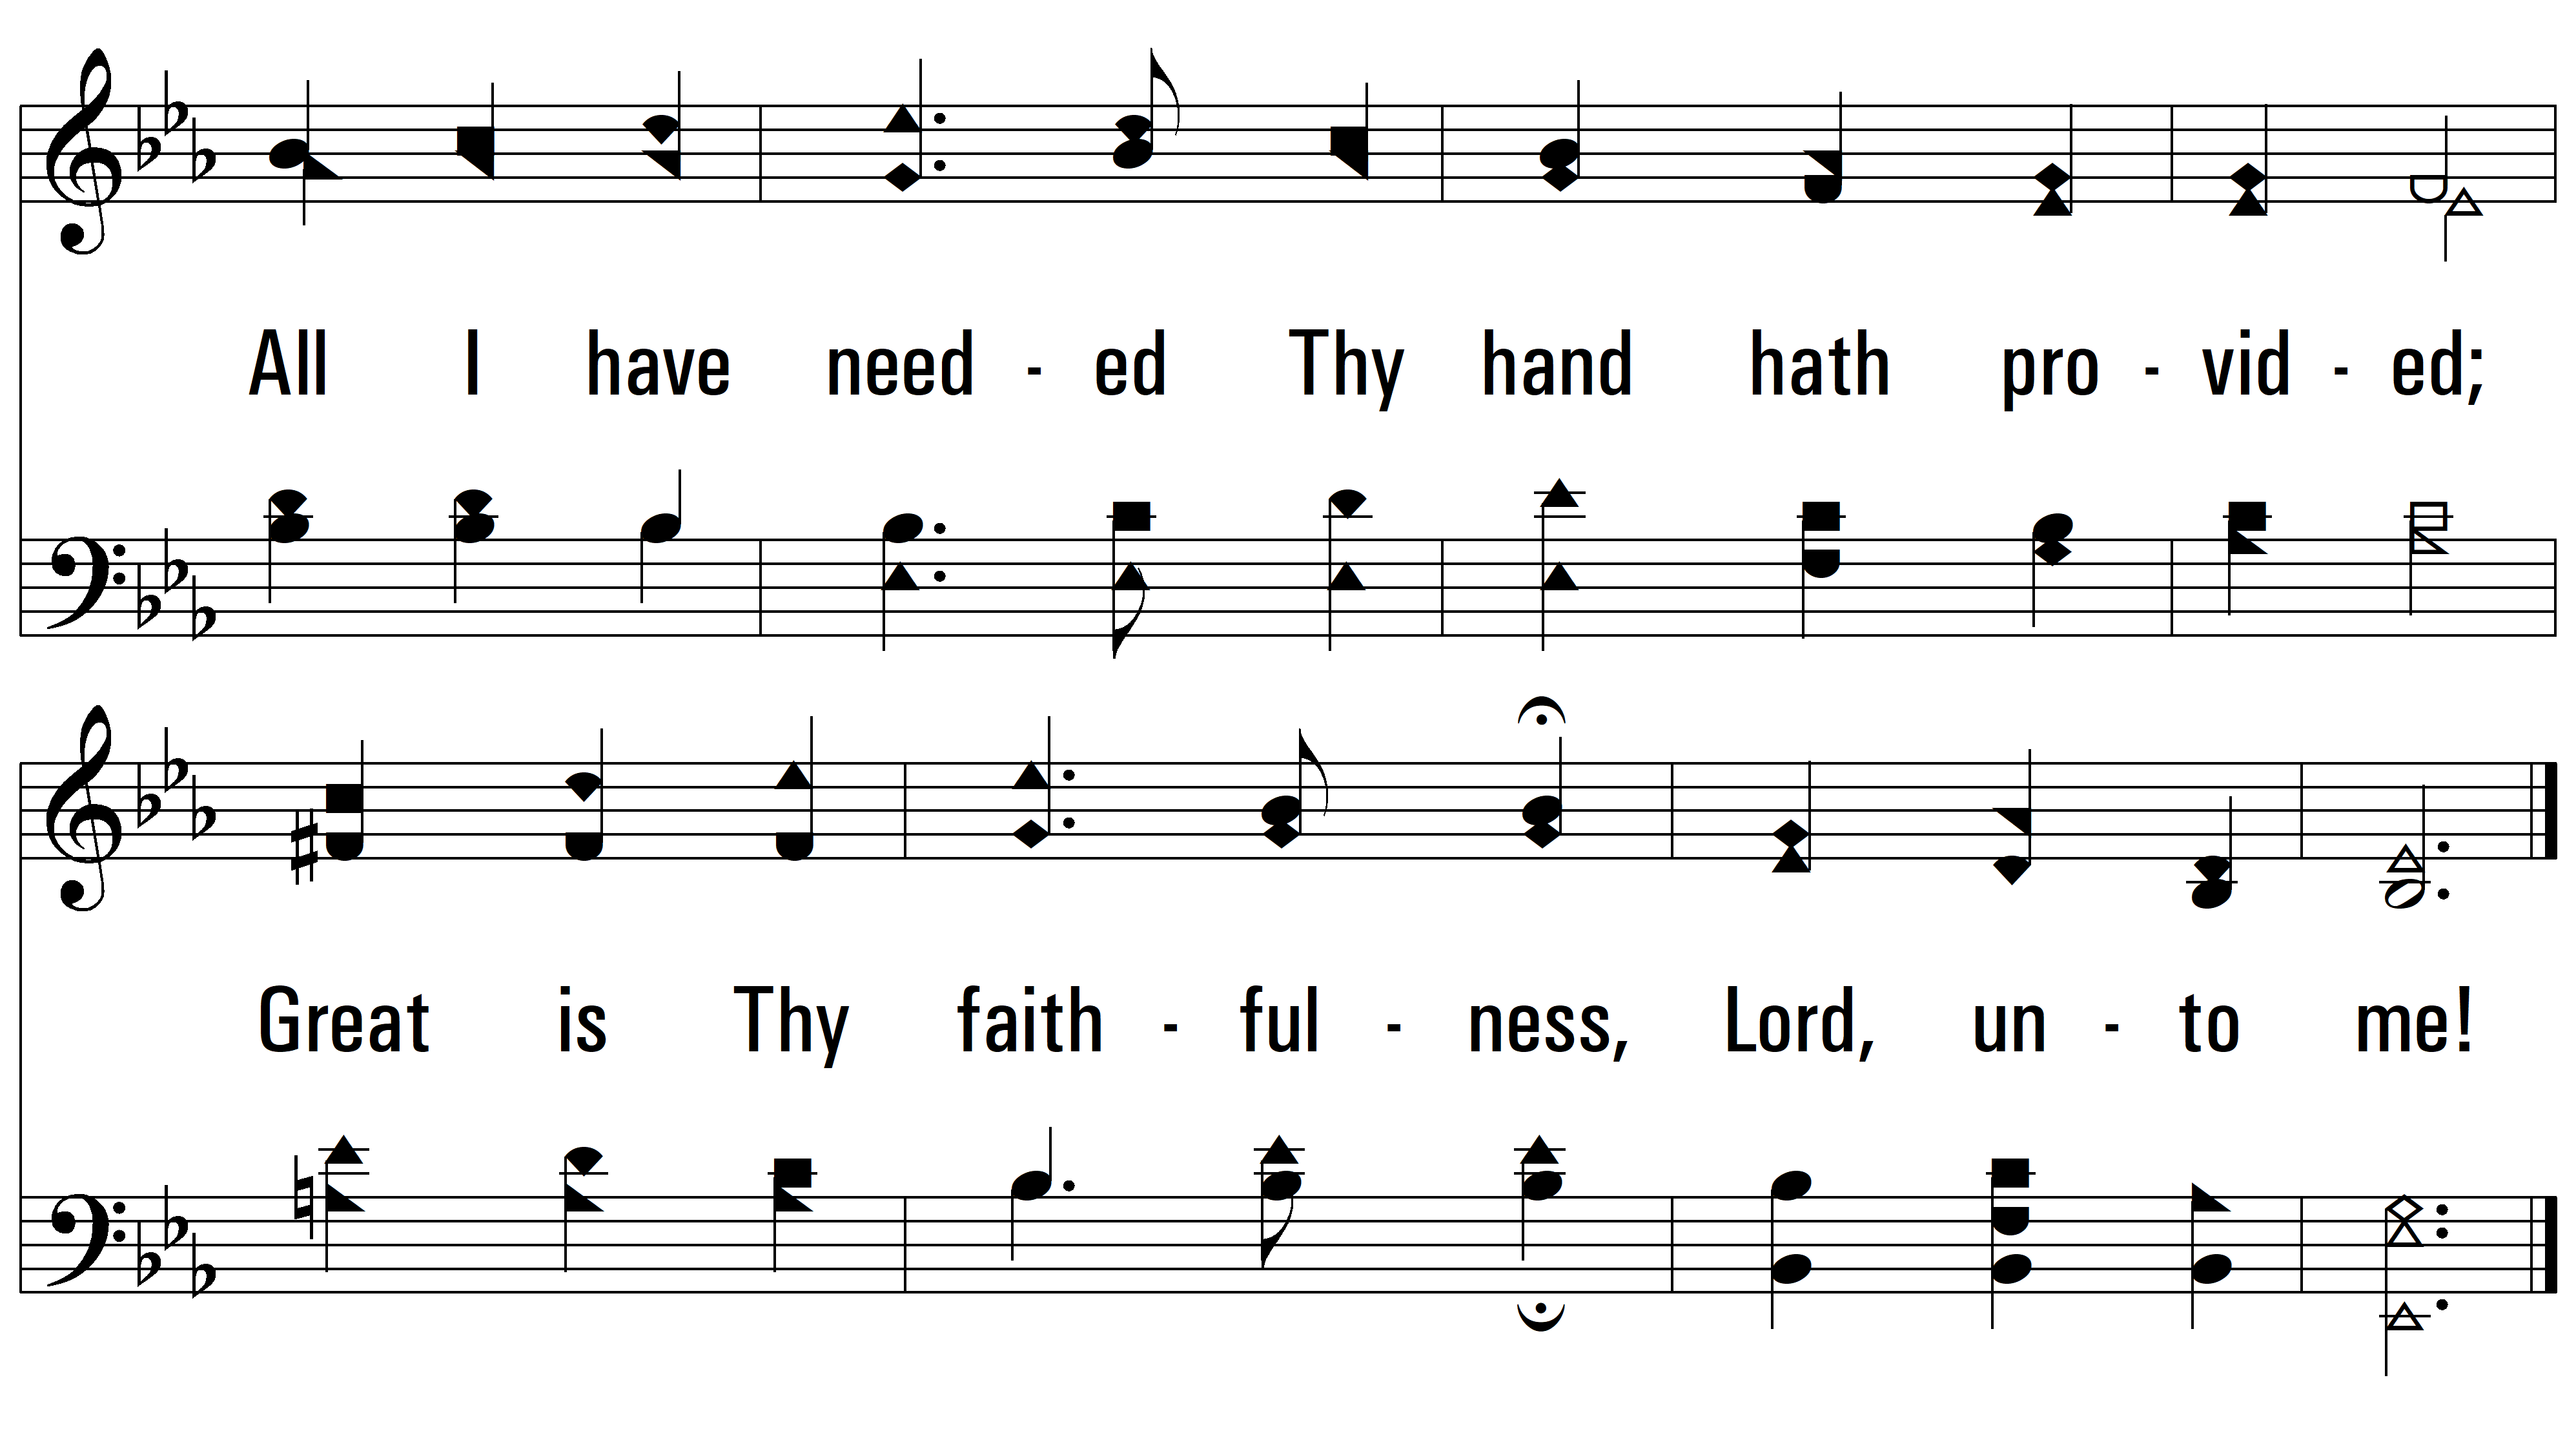 All I have need - ed Thy hand hath pro - vid - ed;
Great is Thy faith - ful - ness, Lord, un - to me!